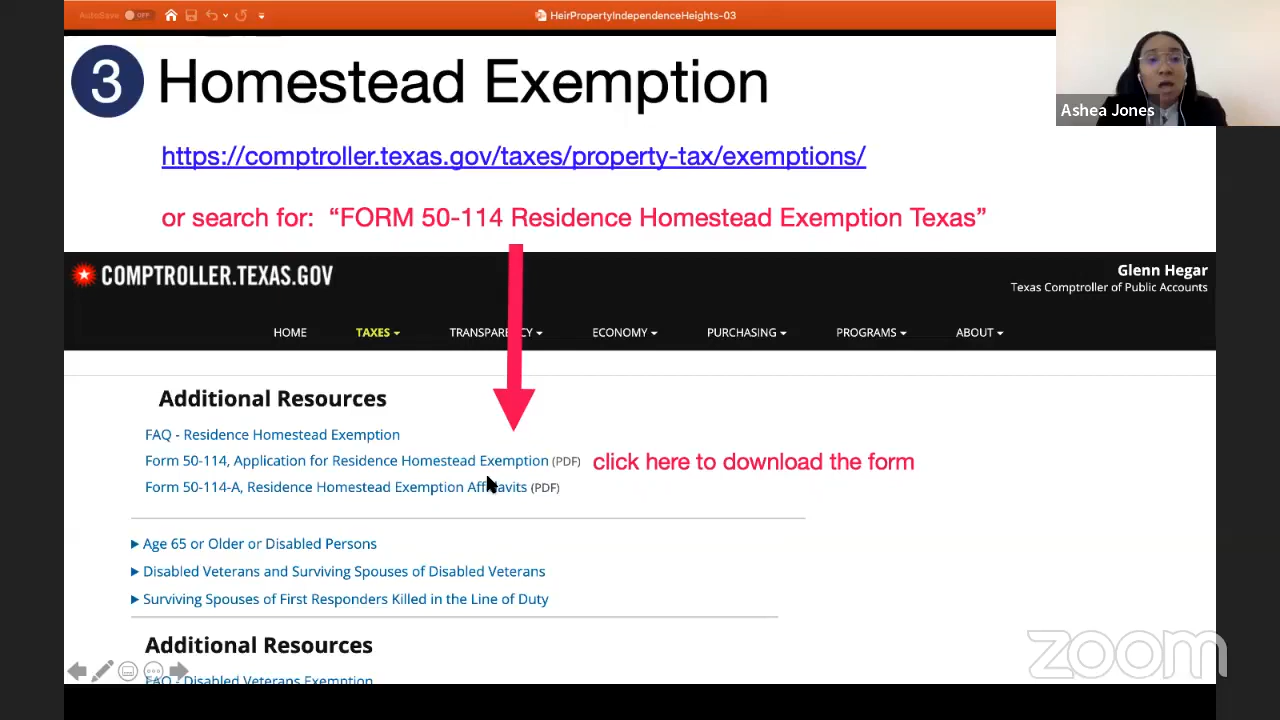 AutoSave OFF
HeirPropertyIndependenceHeights-03
3 Homestead Exemption
Ashea Jones
https://comptroller.texas.gov/taxes/property-tax/exemptions/
or search for: “FORM 50-114 Residence Homestead Exemption Texas”
COMPTROLLER.TEXAS.GOV
Glenn Hegar
Texas Comptroller of Public Accounts
HOME TAXES TRANSPARENCY ECONOMY PURCHASING PROGRAMS ABOUT
Additional Resources
FAQ - Residence Homestead Exemption
Form 50-114, Application for Residence Homestead Exemption (PDF) click here to download the form
Form 50-114-A, Residence Homestead Exemption Affidavits (PDF)
Age 65 or Older or Disabled Persons
Disabled Veterans and Surviving Spouses of Disabled Veterans
Surviving Spouses of First Responders Killed in the Line of Duty
Additional Resources
FAQ - Disabled Veterans Exemption
zoom